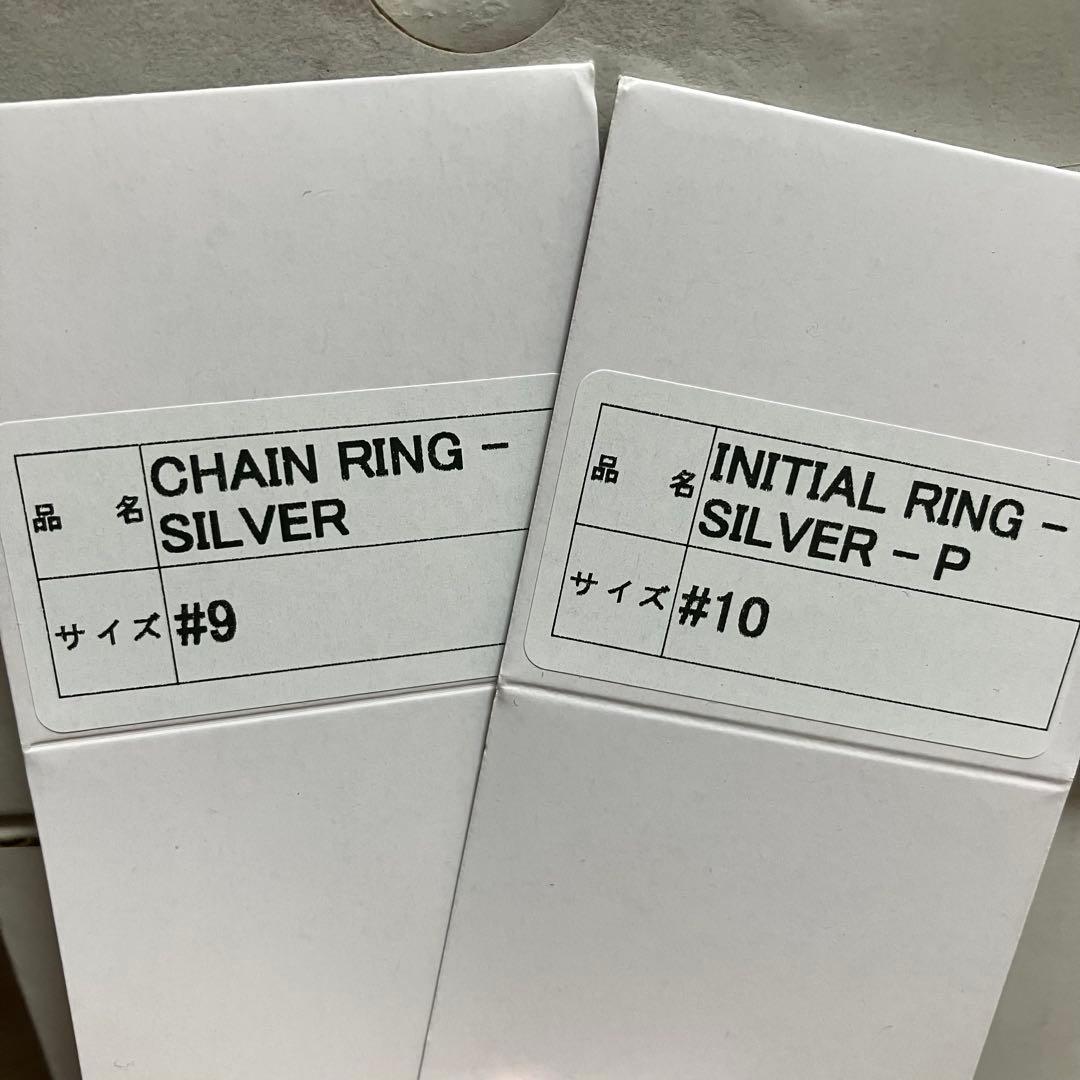 品 名 CHAIN RING -
SILVER
サイズ #9
品 名 INITIAL RING -
SILVER - P
サイズ #10